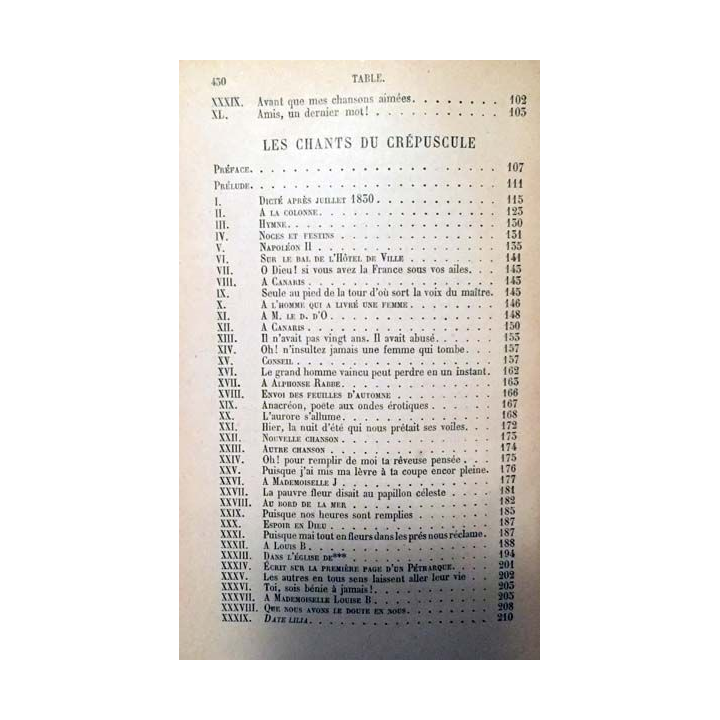 430 TABLE.
XXXIX. Avant que mes chansons aimées. . . . . . . . 102
XL. Amis, un dernier mot! . . . . . . . . . . . . 103
LES CHANTS DU CRÉPUSCULE
PRÉFACE. . . . . . . . . . . . . . . . . . . . 107
PRÉLUDE. . . . . . . . . . . . . . . . . . . . 111
I. DICTÉ APRÈS JUILLET 1830. . . . . . . . . . . 115
II. A LA COLONNE. . . . . . . . . . . . . . . . 123
III. HYMNE. . . . . . . . . . . . . . . . . . . 130
IV. NOCES ET FESTINS . . . . . . . . . . . . . . 131
V. NAPOLÉON II . . . . . . . . . . . . . . . . 135
VI. SUR LE BAL DE L'HÔTEL DE VILLE . . . . . . . . 141
VII. O Dieu! si vous avez la France sous vos ailes. . . 143
VIII. A CANARIS. . . . . . . . . . . . . . . . . 143
IX. Seule au pied de la tour d'où sort la voix du maître. 145
X. A L'HOMME QUI A LIVRÉ UNE FEMME. . . . . . . . 146
XI. A M. LE D. D'O . . . . . . . . . . . . . . . 148
XII. A CANARIS. . . . . . . . . . . . . . . . . 150
XIII. Il n'avait pas vingt ans. Il avait abusé. . . . . . 153
XIV. Oh! n'insultez jamais une femme qui tombe. . . . 157
XV. CONSEIL . . . . . . . . . . . . . . . . . . 157
XVI. Le grand homme vaincu peut perdre en un instant. 162
XVII. A ALPHONSE RABBE. . . . . . . . . . . . . . 163
XVIII. ENVOI DES FEUILLES D'AUTOMNE . . . . . . . . 166
XIX. Anacréon, poëte aux ondes érotiques . . . . . . 167
XX. L'aurore s'allume. . . . . . . . . . . . . . . 168
XXI. Hier, la nuit d'été qui nous prêtait ses voiles. . . . 172
XXII. NOUVELLE CHANSON . . . . . . . . . . . . . . 173
XXIII. AUTRE CHANSON . . . . . . . . . . . . . . . 174
XXIV. Oh! pour remplir de moi ta rêveuse pensée . . . . 175
XXV. Puisque j'ai mis ma lèvre à ta coupe encor pleine. 176
XXVI. A MADEMOISELLE J . . . . . . . . . . . . . . 177
XXVII. La pauvre fleur disait au papillon céleste . . . . . 181
XXVIII. AU BORD DE LA MER . . . . . . . . . . . . . 182
XXIX. Puisque nos heures sont remplies . . . . . . . . 185
XXX. ESPOIR EN DIEU . . . . . . . . . . . . . . . 187
XXXI. Puisque mai tout en fleurs dans les prés nous réclame. 187
XXXII. A LOUIS B . . . . . . . . . . . . . . . . . 188
XXXIII. DANS L'ÉGLISE DE*** . . . . . . . . . . . . 194
XXXIV. ÉCRIT SUR LA PREMIÈRE PAGE D'UN PÉTRARQUE. . . 201
XXXV. Les autres en tous sens laissent aller leur vie . . . 202
XXXVI. Toi, sois bénie à jamais! . . . . . . . . . . . 203
XXXVII. A MADEMOISELLE LOUISE B . . . . . . . . . . 205
XXXVIII. QUE NOUS AVONS LE DOUTE EN NOUS. . . . . . . 208
XXXIX. DATE LILIA. . . . . . . . . . . . . . . . . 210